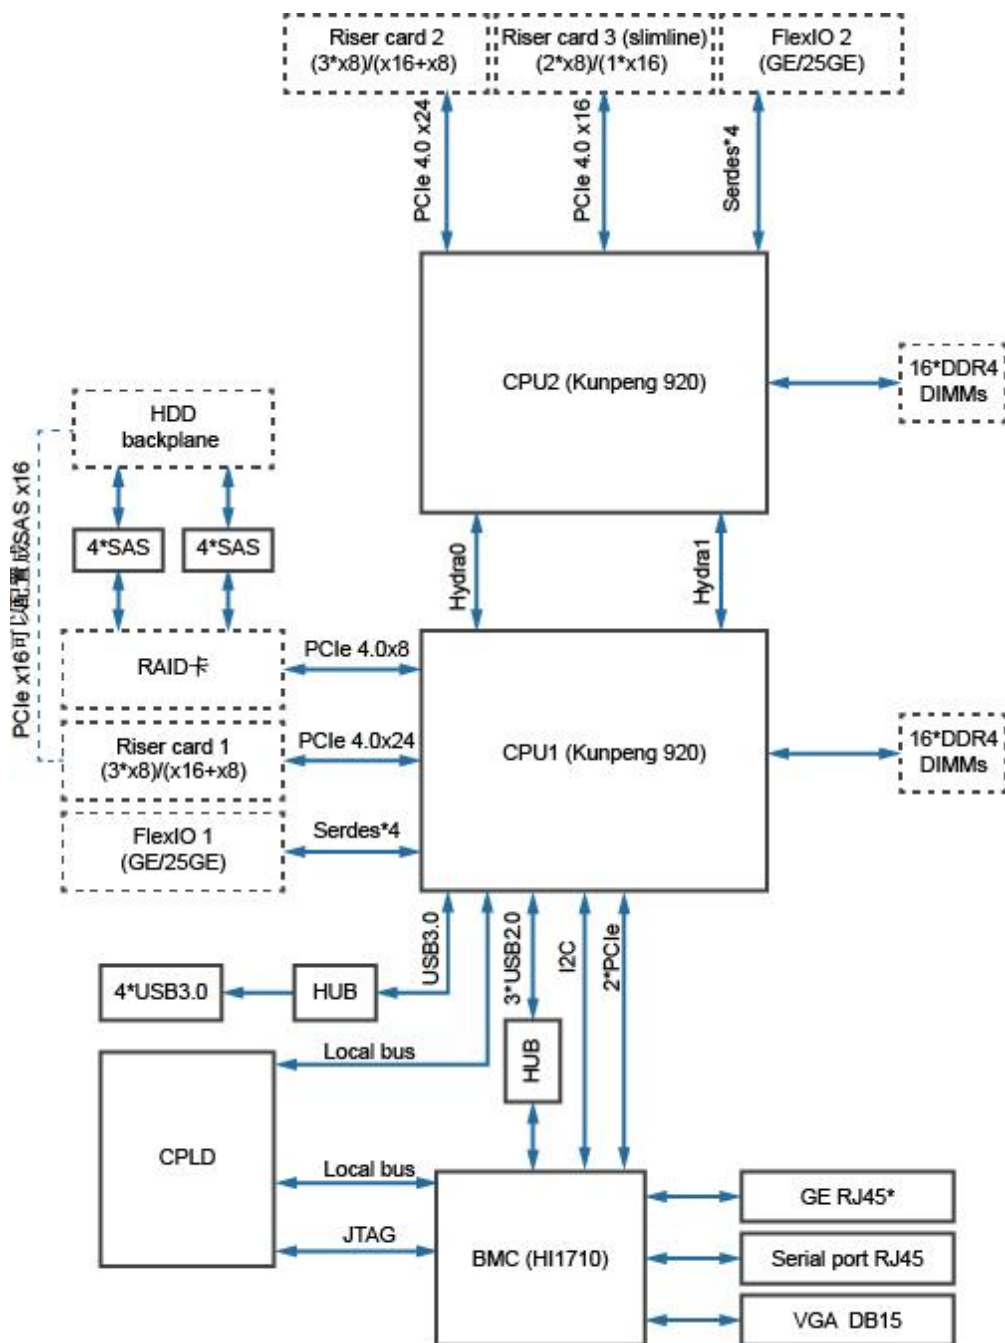 Riser card 2
(3*x8)/(x16+x8)
Riser card 3 (slimline)
(2*x8)/(1*x16)
FlexIO 2
(GE/25GE)
PCIe 4.0 x24
PCIe 4.0 x16
Serdes*4
CPU2 (Kunpeng 920)
16*DDR4
DIMMs
HDD
backplane
PCIe x16可以配置成SAS x16
4*SAS
4*SAS
Hydra0
Hydra1
RAID卡
PCIe 4.0x8
Riser card 1
(3*x8)/(x16+x8)
PCIe 4.0x24
CPU1 (Kunpeng 920)
16*DDR4
DIMMs
FlexIO 1
(GE/25GE)
Serdes*4
USB3.0
3*USB2.0
I2C
2*PCIe
4*USB3.0
HUB
HUB
Local bus
CPLD
Local bus
JTAG
BMC (HI1710)
GE RJ45*
Serial port RJ45
VGA DB15